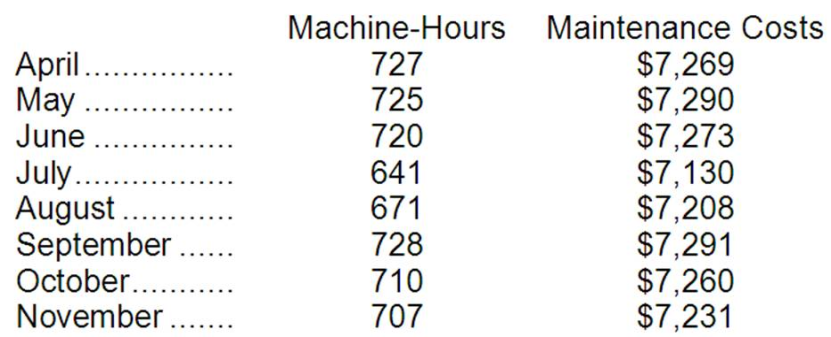 Machine-Hours Maintenance Costs
April................ 727 $7,269
May ............... 725 $7,290
June .............. 720 $7,273
July................ 641 $7,130
August ............ 671 $7,208
September ...... 728 $7,291
October........... 710 $7,260
November ....... 707 $7,231